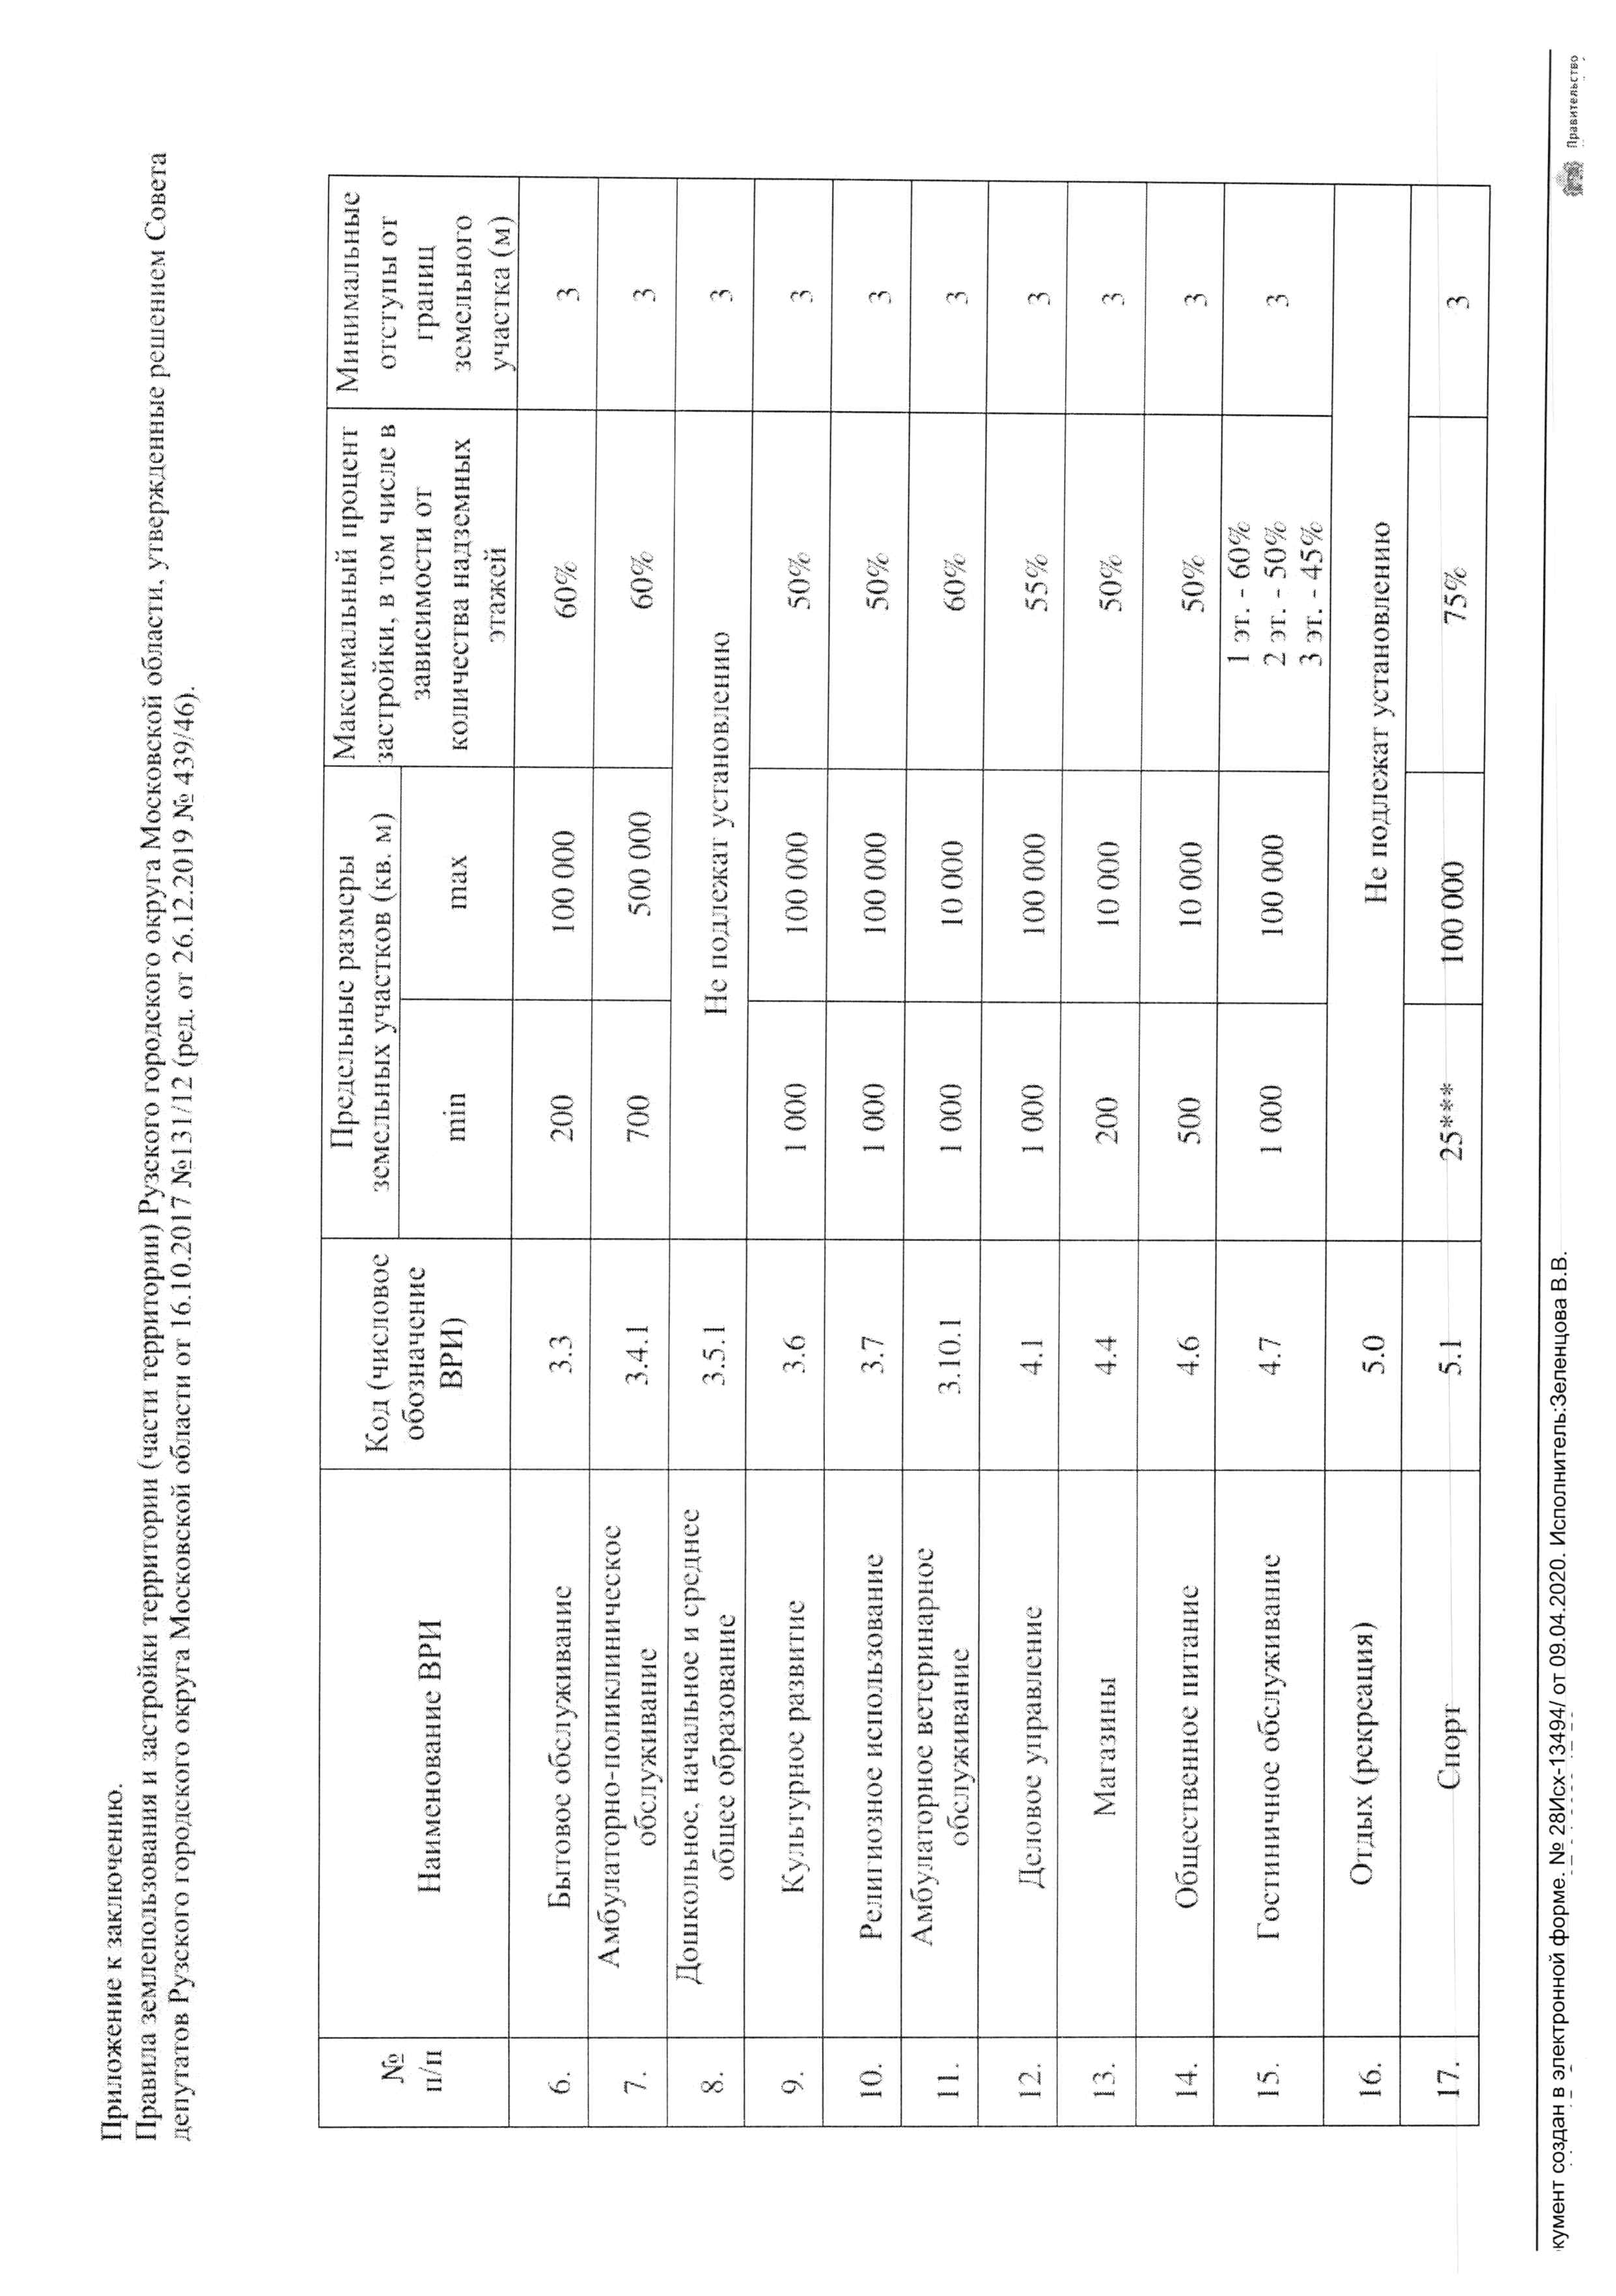 Приложение к заключению.
Правила землепользования и застройки территории (части территории) Рузского городского округа Московской области, утвержденные решением Совета
депутатов Рузского городского округа Московской области от 16.10.2017 №131/12 (ред. от 26.12.2019 № 439/46).
№
п/п
Наименование ВРИ
Код (числовое
обозначение
ВРИ)
Предельные размеры
земельных участков (кв. м)
min
max
Максимальный процент
застройки, в том числе в
зависимости от
количества надземных
этажей
Минимальные
отступы от
границ
земельного
участка (м)
6. Бытовое обслуживание 3.3 200 100 000 60% 3
7. Амбулаторно-поликлиническое
обслуживание 3.4.1 700 500 000 60% 3
8. Дошкольное, начальное и среднее
общее образование 3.5.1 Не подлежат установлению 3
9. Культурное развитие 3.6 1 000 100 000 50% 3
10. Религиозное использование 3.7 1 000 100 000 50% 3
11. Амбулаторное ветеринарное
обслуживание 3.10.1 1 000 10 000 60% 3
12. Деловое управление 4.1 1 000 100 000 55% 3
13. Магазины 4.4 200 10 000 50% 3
14. Общественное питание 4.6 500 10 000 50% 3
15. Гостиничное обслуживание 4.7 1 000 100 000
1 эт. - 60%
2 эт. - 50%
3 эт. - 45%
3
16. Отдых (рекреация) 5.0 Не подлежат установлению
17. Спорт 5.1 25*** 100 000 75% 3
кумент создан в электронной форме. № 28Исх-13494/ от 09.04.2020. Исполнитель:Зеленцова В.В.
Правительство